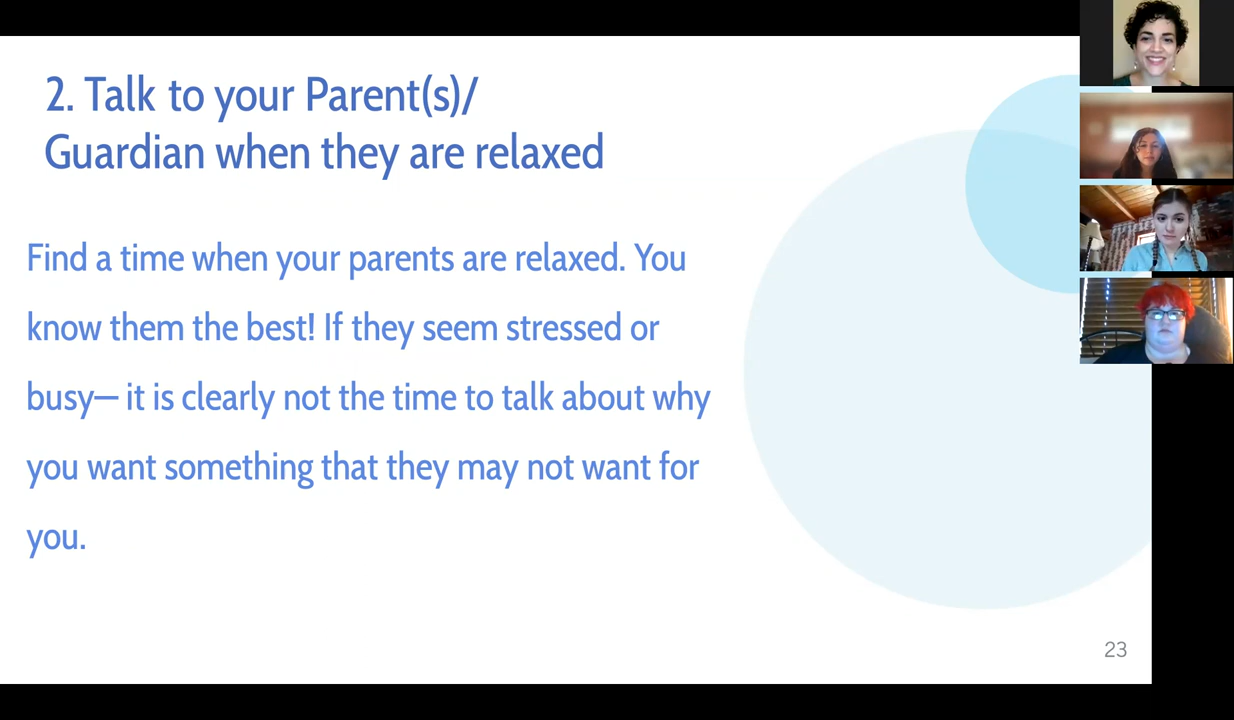 2. Talk to your Parent(s)/
Guardian when they are relaxed
Find a time when your parents are relaxed. You
know them the best! If they seem stressed or
busy— it is clearly not the time to talk about why
you want something that they may not want for
you.
23